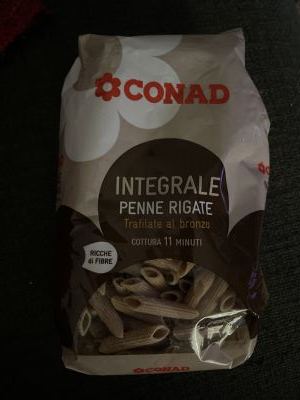 CONAD
INTEGRALE
PENNE RIGATE
Trafilate al bronzo
COTTURA 11 MINUTI
RICCHE
di FIBRE
CONAD